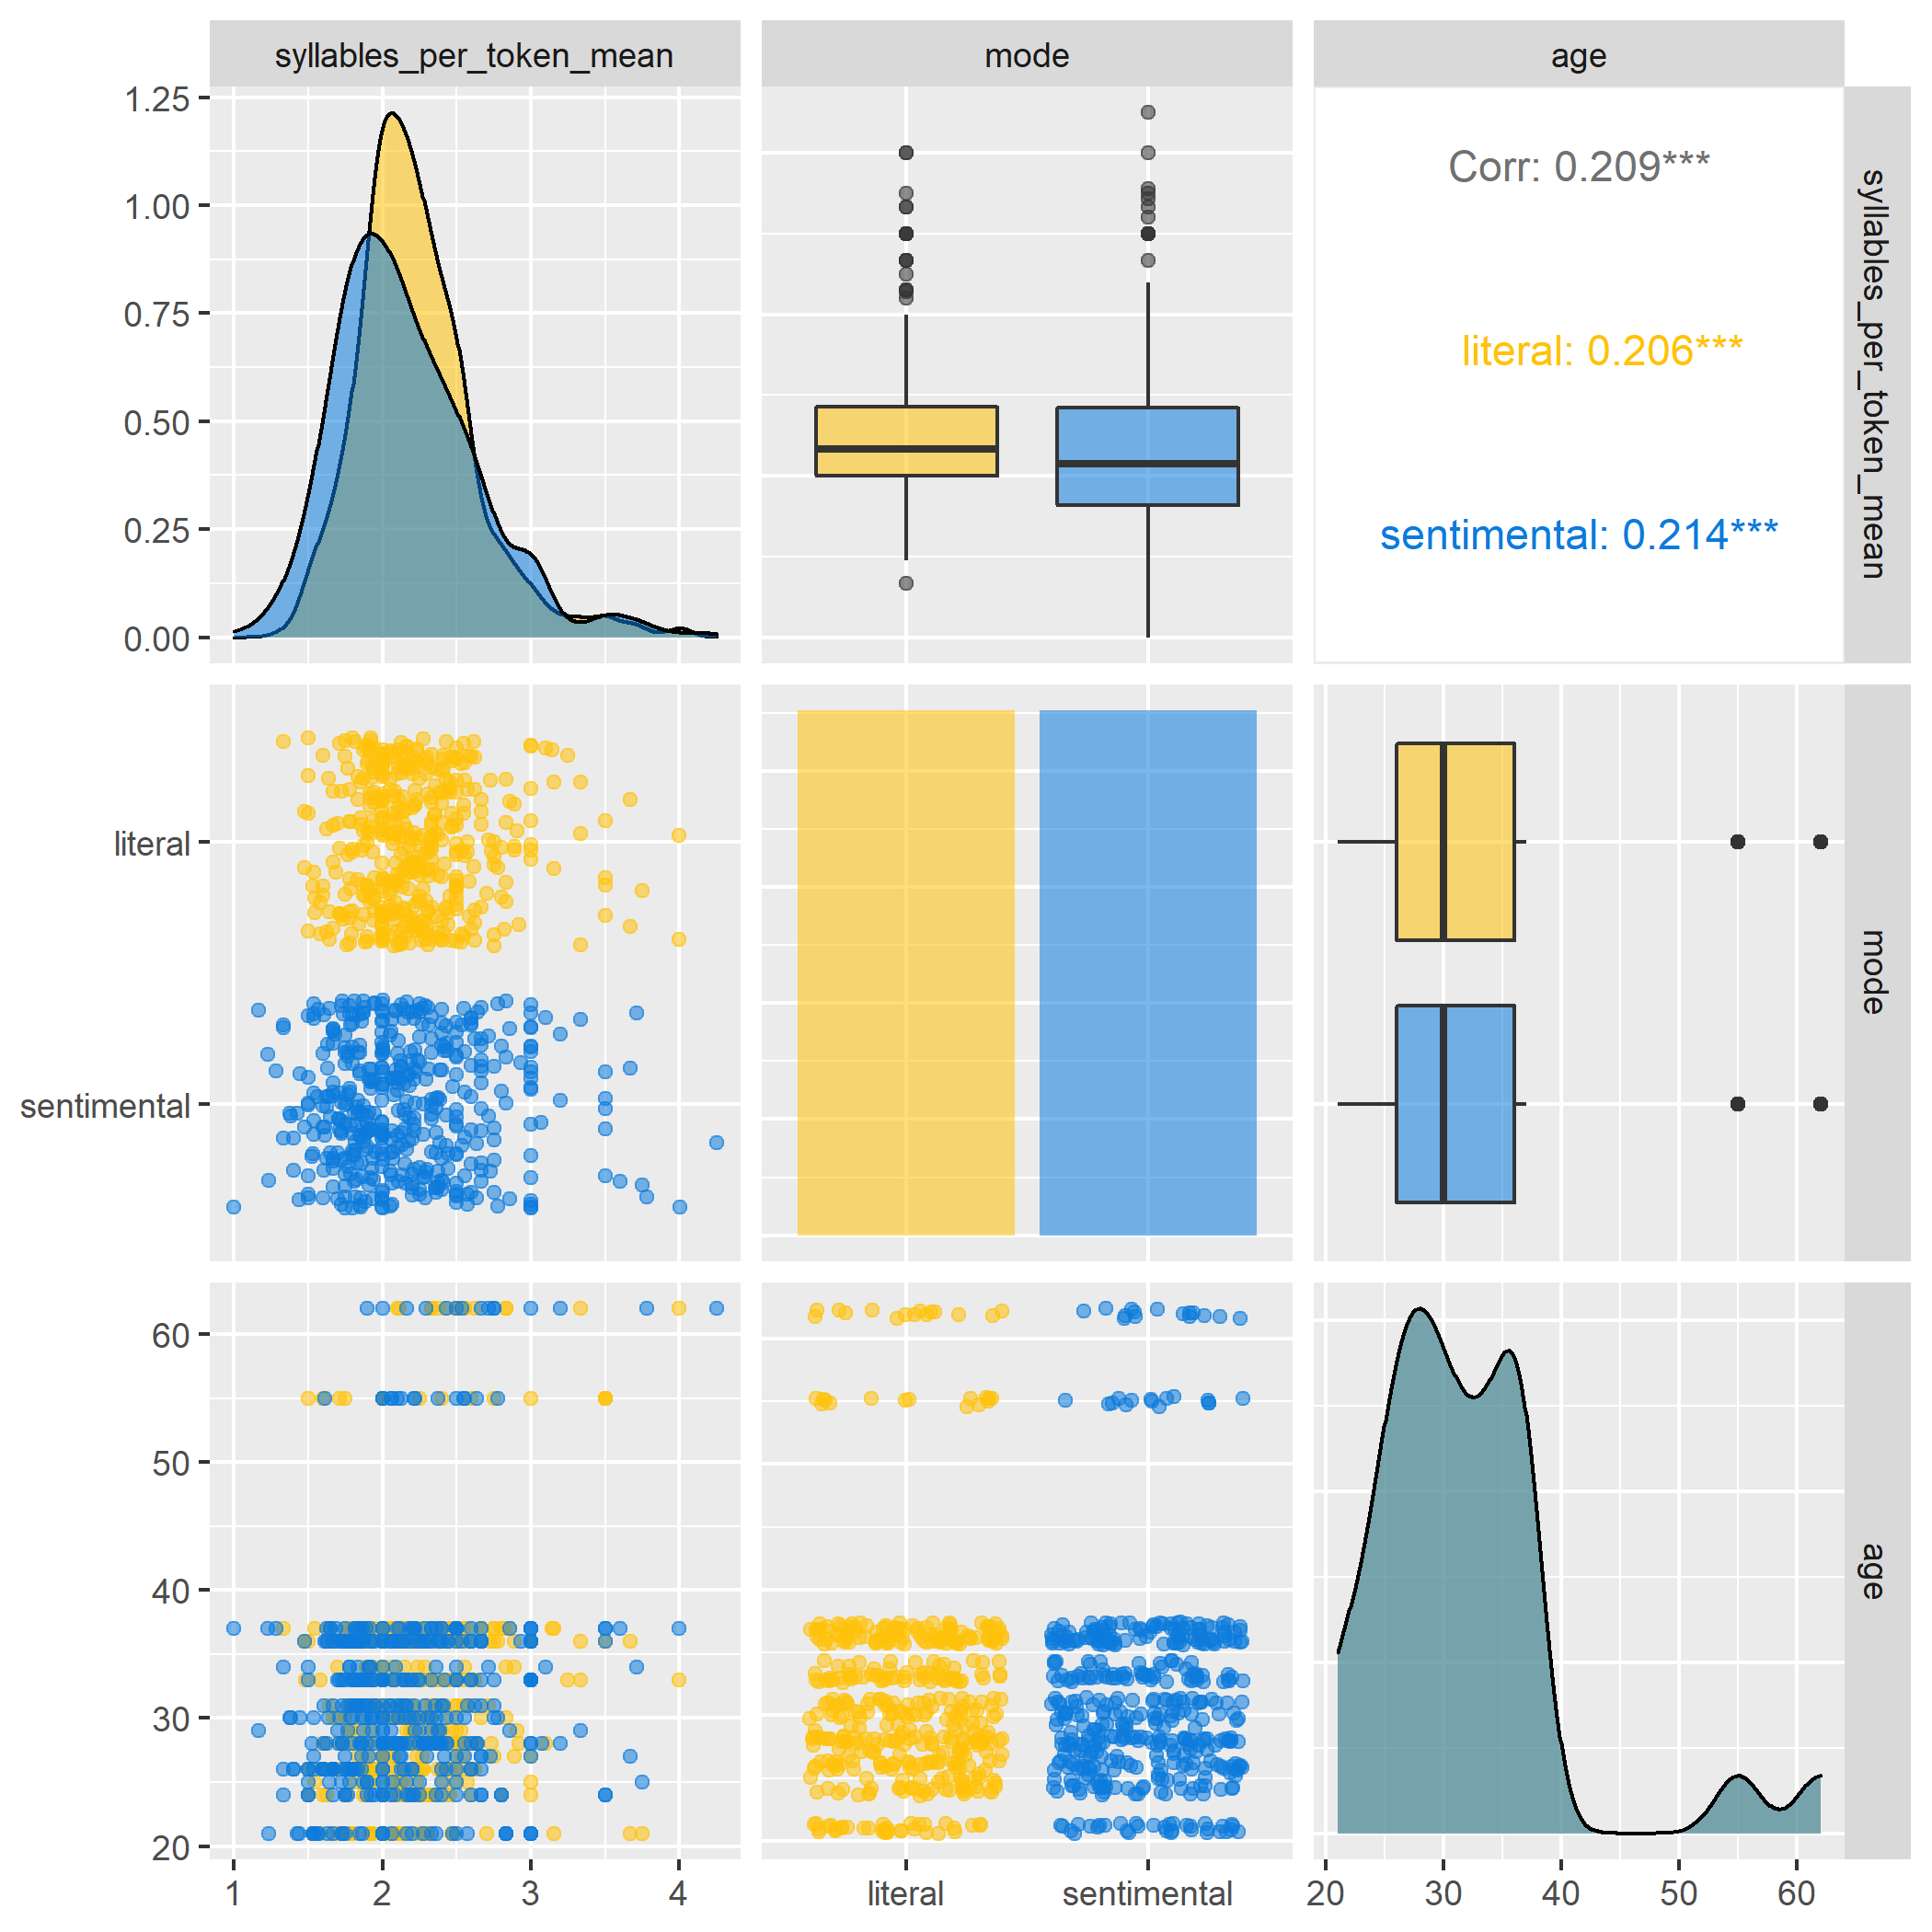 syllables_per_token_mean
mode
age
1.25
1.00
0.75
0.50
0.25
0.00
Corr: 0.209***
literal: 0.206***
sentimental: 0.214***
syllables_per_token_mean
literal
sentimental
mode
60
50
40
30
20
age
1 2 3 4
literal sentimental
20 30 40 50 60